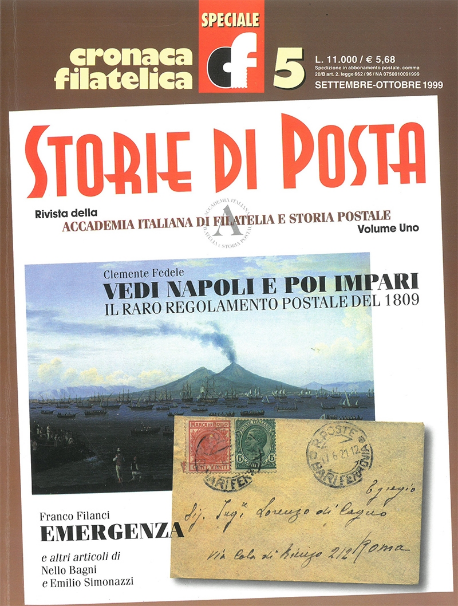 SPECIALE
cronaca
filatelica
cf 5
L. 11.000 / € 5,68
Spedizione in abbonamento postale, comma
20/B art. 2, legge 662 / 96
SETTEMBRE-OTTOBRE 1999
STORIE DI POSTA
Rivista della
ACCADEMIA ITALIANA DI FILATELIA E STORIA POSTALE
A
Volume Uno
Clemente Fedele
VEDI NAPOLI E POI IMPARI
IL RARO REGOLAMENTO POSTALE DEL 1809
R. POSTE
BARI FERROVIA
Egregio
Sig. Ing. Lorenzo di Cagno
Via Cola di Rienzo 212 Roma
Franco Filanci
EMERGENZA
e altri articoli di
Nello Bagni
e Emilio Simonazzi